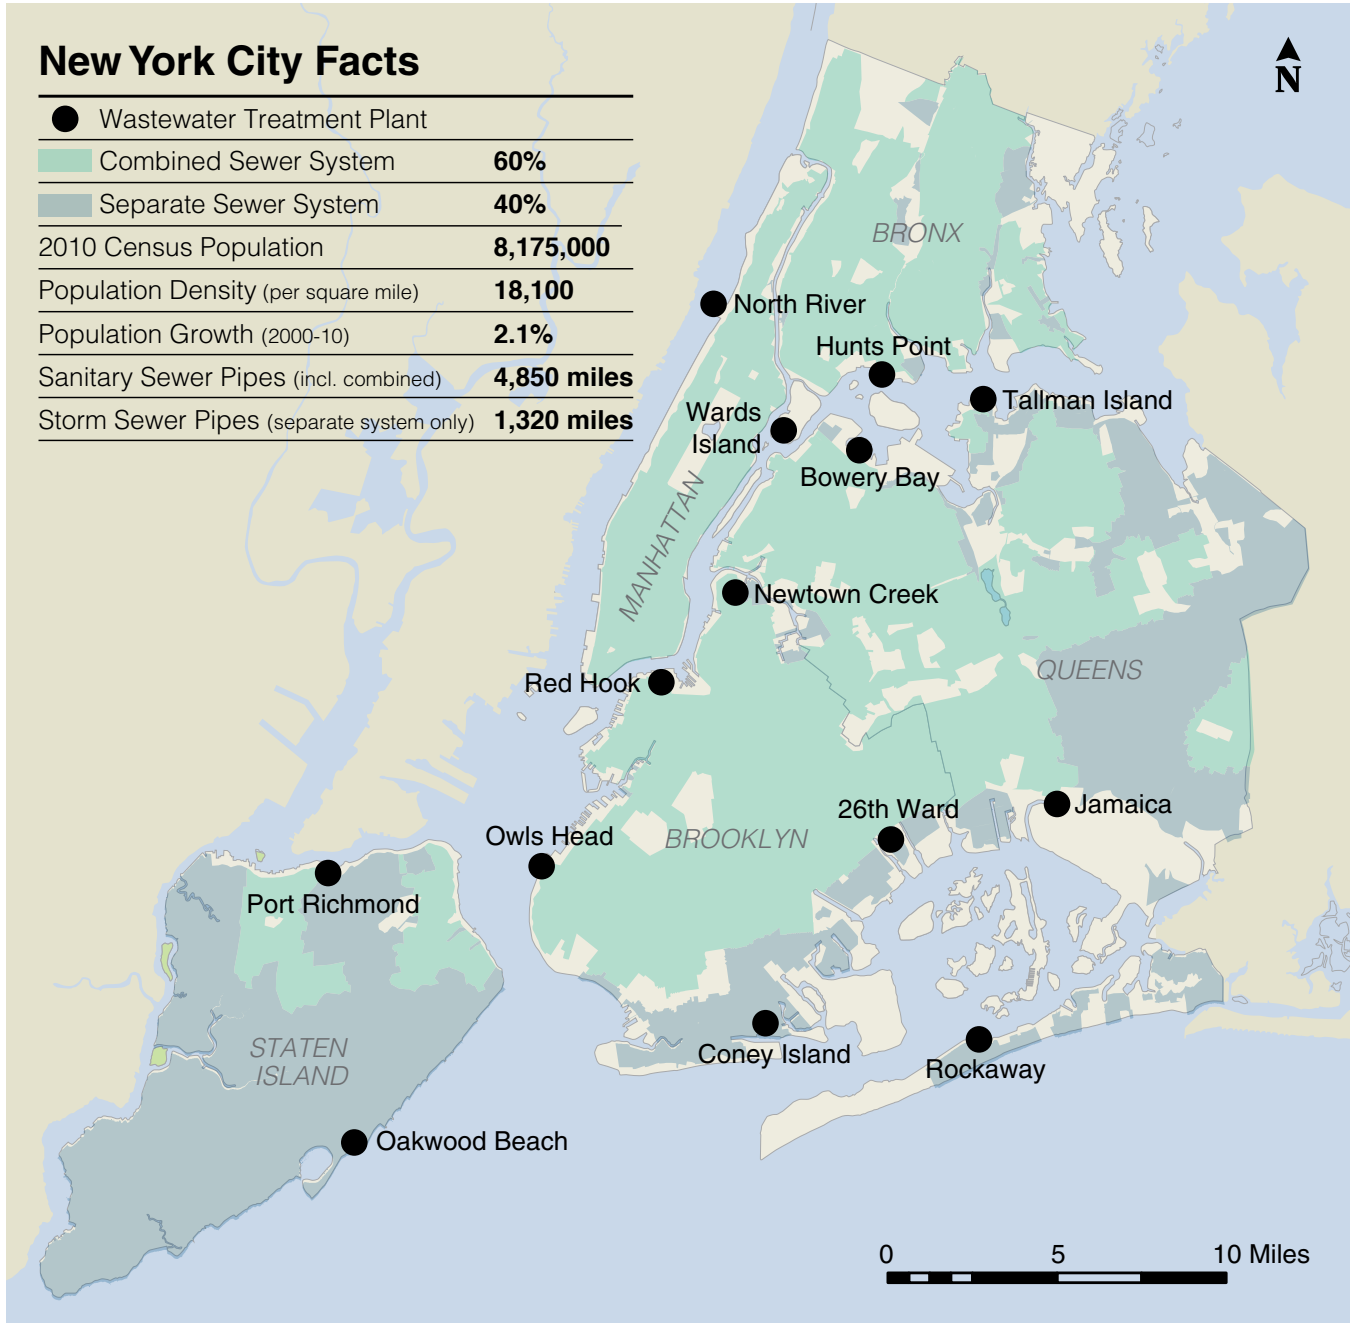 New York City Facts
Wastewater Treatment Plant
Combined Sewer System 60%
Separate Sewer System 40%
2010 Census Population 8,175,000
Population Density (per square mile) 18,100
Population Growth (2000-10) 2.1%
Sanitary Sewer Pipes (incl. combined) 4,850 miles
Storm Sewer Pipes (separate system only) 1,320 miles
N
BRONX
North River
Hunts Point
Tallman Island
Wards
Island
Bowery Bay
MANHATTAN
Newtown Creek
QUEENS
Red Hook
26th Ward
Jamaica
Owls Head
BROOKLYN
Port Richmond
STATEN
ISLAND
Coney Island
Rockaway
Oakwood Beach
0 5 10 Miles